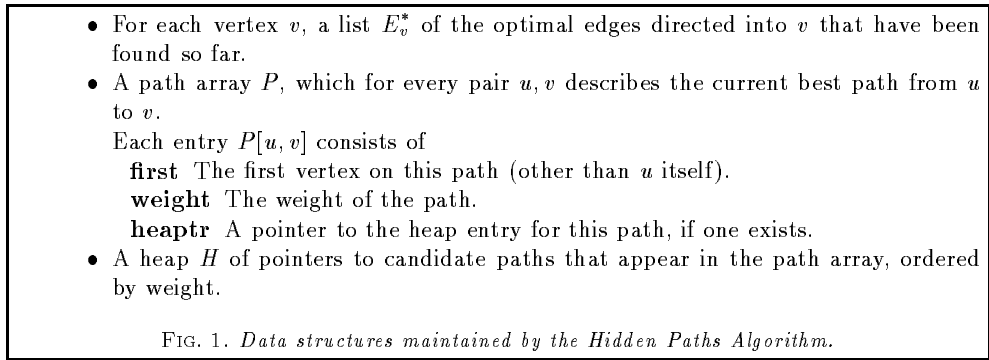 • For each vertex v, a list E*_v of the optimal edges directed into v that have been
found so far.
• A path array P, which for every pair u, v describes the current best path from u
to v.
Each entry P[u, v] consists of
first The first vertex on this path (other than u itself).
weight The weight of the path.
heaptr A pointer to the heap entry for this path, if one exists.
• A heap H of pointers to candidate paths that appear in the path array, ordered
by weight.
FIG. 1. Data structures maintained by the Hidden Paths Algorithm.